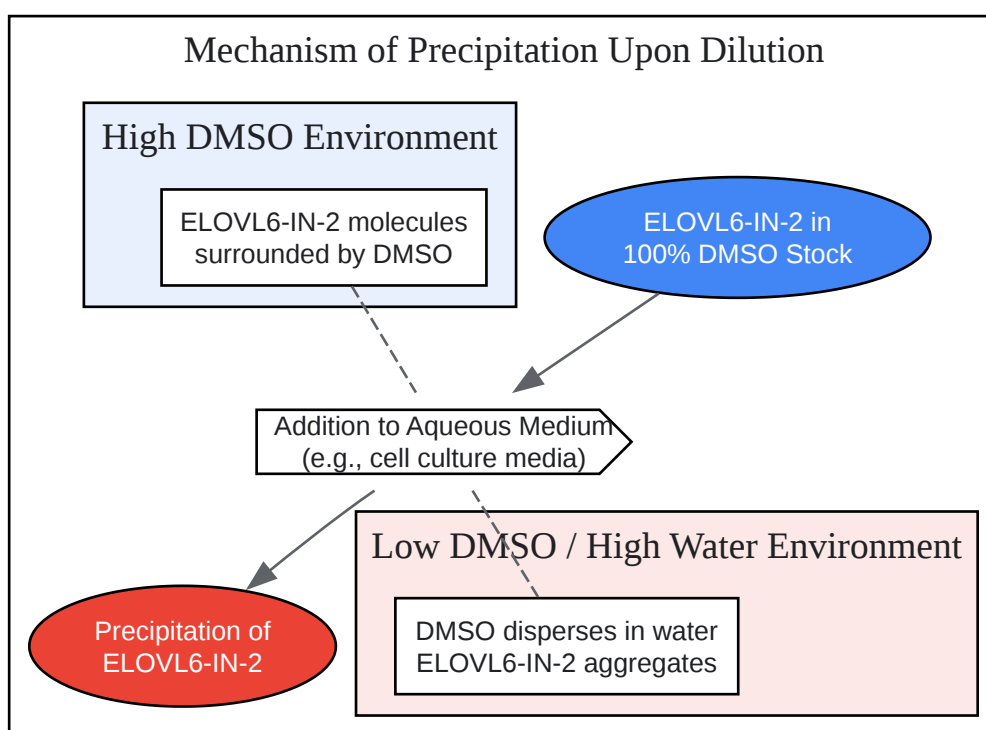 Mechanism of Precipitation Upon Dilution
High DMSO Environment
ELOVL6-IN-2 molecules
surrounded by DMSO
ELOVL6-IN-2 in
100% DMSO Stock
Addition to Aqueous Medium
(e.g., cell culture media)
Low DMSO / High Water Environment
Precipitation of
ELOVL6-IN-2
DMSO disperses in water
ELOVL6-IN-2 aggregates